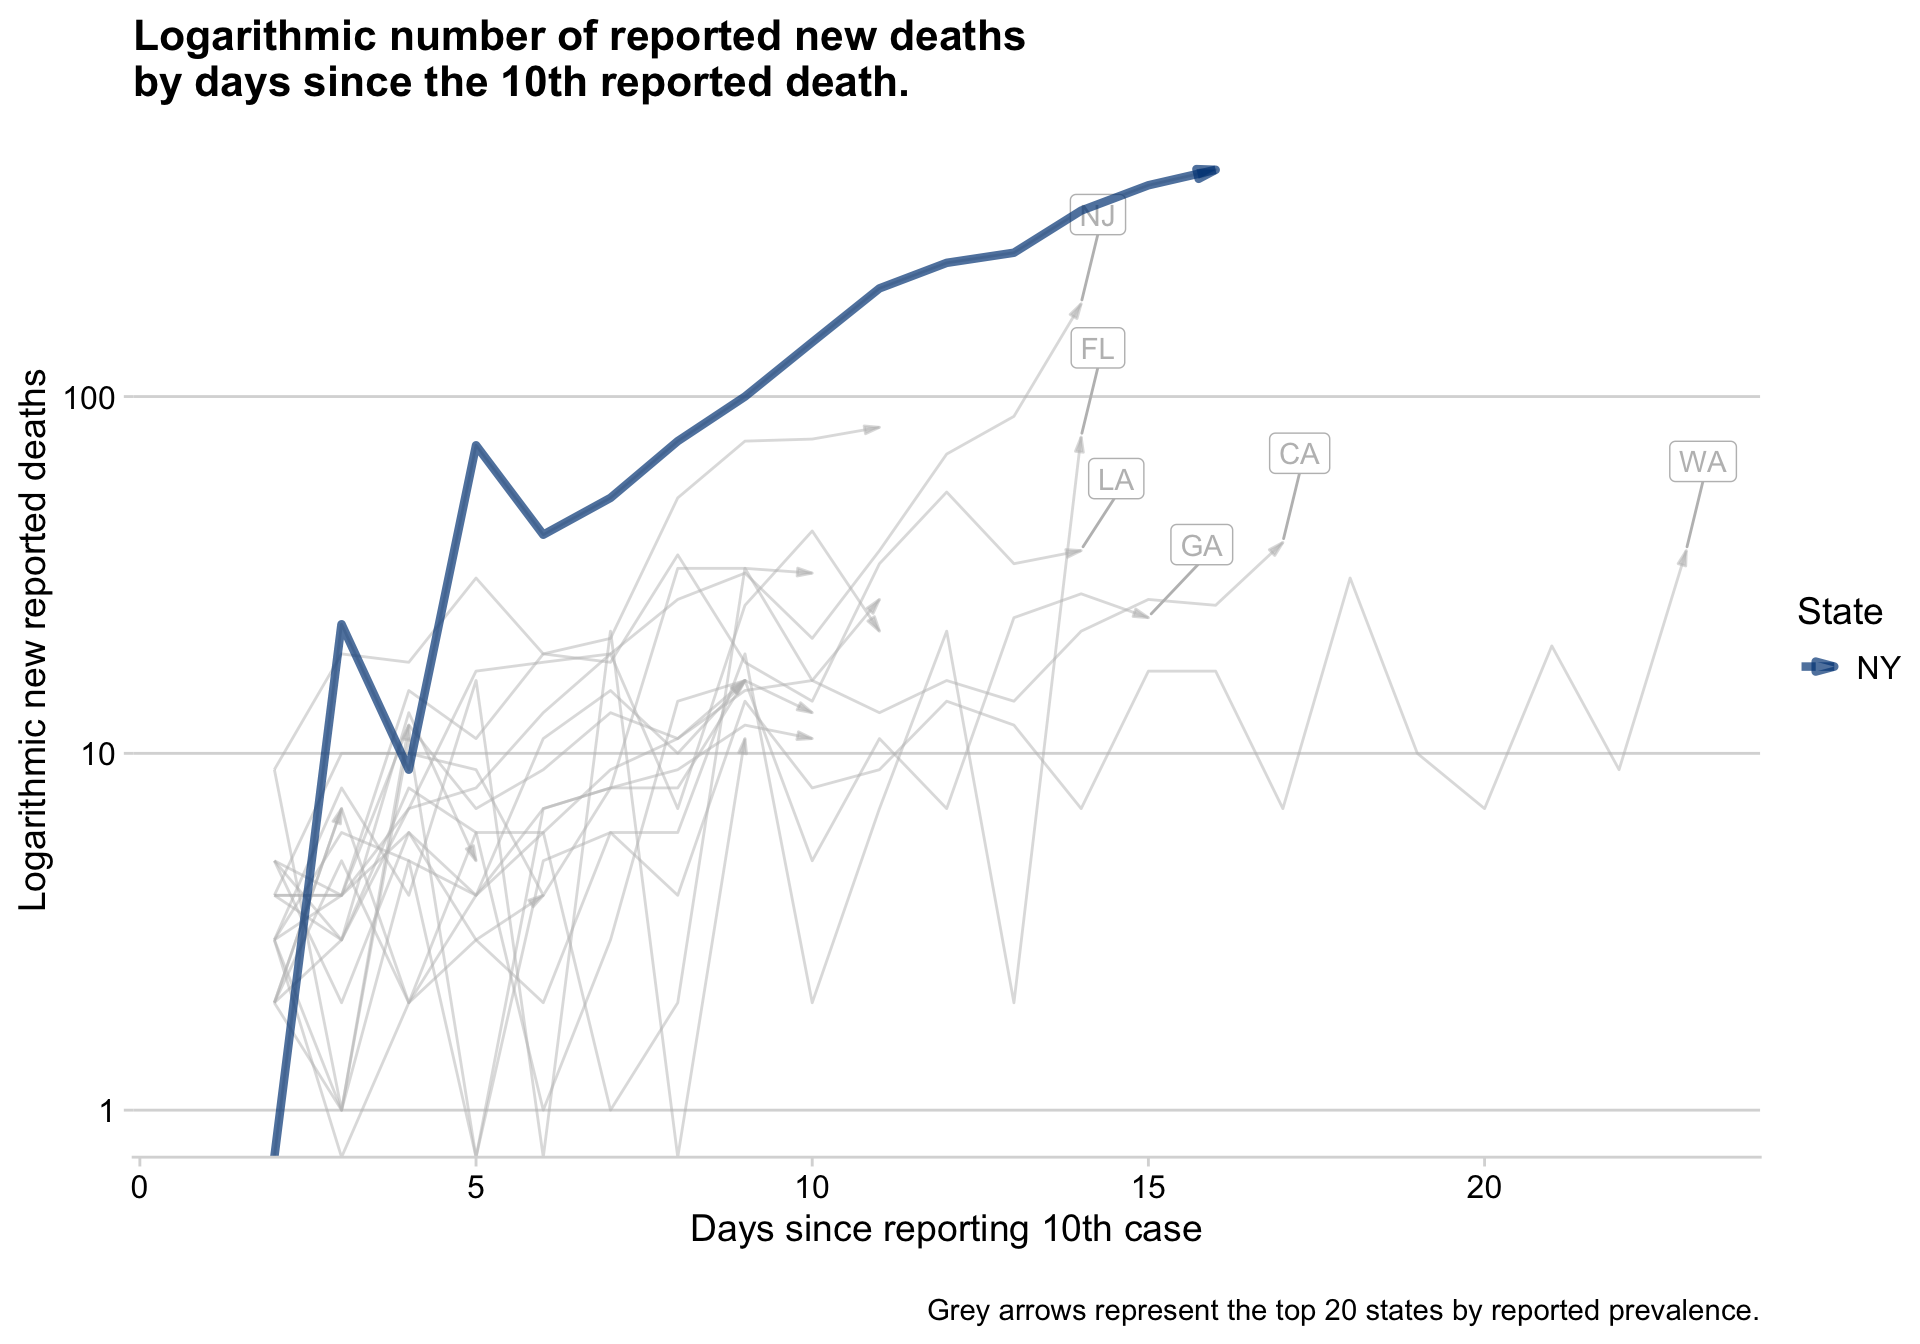 Logarithmic number of reported new deaths
by days since the 10th reported death.
Logarithmic new reported deaths
100
10
1
NJ
FL
LA
GA
CA
WA
State
NY
0 5 10 15 20
Days since reporting 10th case
Grey arrows represent the top 20 states by reported prevalence.